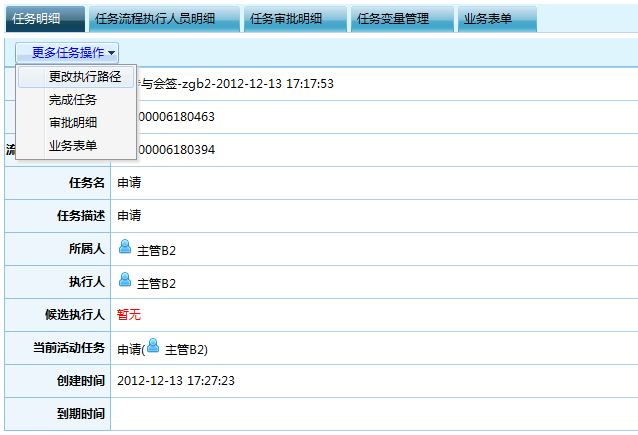 任务明细 任务流程执行人员明细 任务审批明细 任务变量管理 业务表单
更多任务操作
更改执行路径
完成任务
审批明细
业务表单
与会签-zgb2-2012-12-13 17:17:53
00006180463
流 00006180394
任务名 申请
任务描述 申请
所属人 主管B2
执行人 主管B2
候选执行人 暂无
当前活动任务 申请( 主管B2)
创建时间 2012-12-13 17:27:23
到期时间